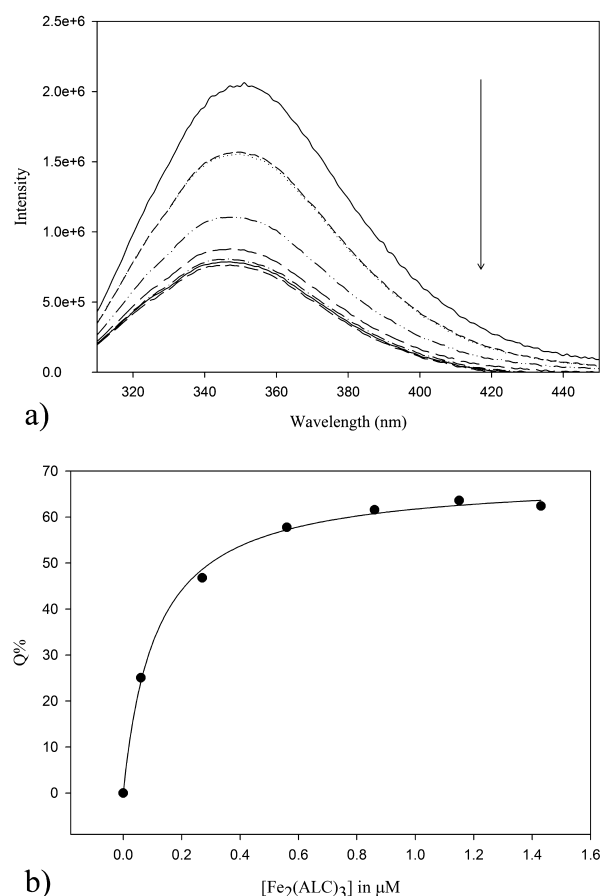 2.5e+6
2.0e+6
1.5e+6
1.0e+6
5.0e+5
0.0
Intensity
320 340 360 380 400 420 440
Wavelength (nm)
a)
70
60
50
40
30
20
10
0
Q%
0.0 0.2 0.4 0.6 0.8 1.0 1.2 1.4 1.6
[Fe2(ALC)3] in µM
b)